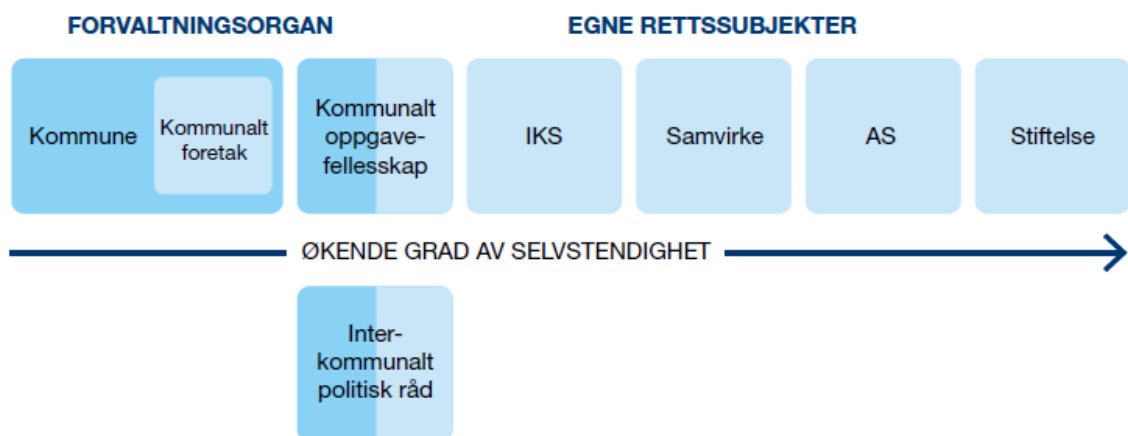 FORVALTNINGSORGAN
EGNE RETTSSUBJEKTER
Kommune
Kommunalt
foretak
Kommunalt
oppgave-
fellesskap
IKS
Samvirke
AS
Stiftelse
ØKENDE GRAD AV SELVSTENDIGHET
Inter-
kommunalt
politisk råd